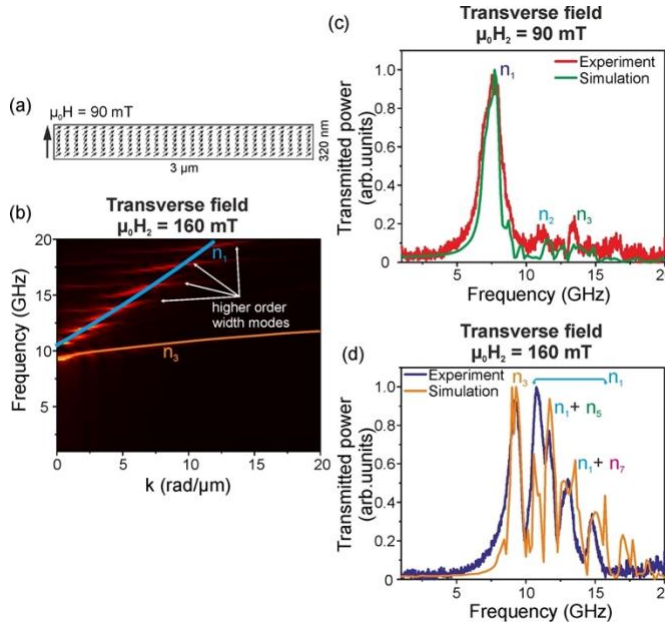 (a)
μ₀H = 90 mT
320 nm
3 μm
(b)
Transverse field
μ₀H₂ = 160 mT
Frequency (GHz)
20
15
10
5
n₁
higher order
width modes
n₃
0
5
10
15
20
k (rad/μm)
(c)
Transverse field
μ₀H₂ = 90 mT
Transmitted power
(arb.uunits)
1.0
0.8
0.6
0.4
0.2
0
n₁
Experiment
Simulation
n₂
n₃
5
10
15
20
Frequency (GHz)
(d)
Transverse field
μ₀H₂ = 160 mT
Transmitted power
(arb.uunits)
1.0
0.8
0.6
0.4
0.2
0
Experiment
Simulation
n₃
n₁
n₁+ n₅
n₁+ n₇
5
10
15
20
Frequency (GHz)